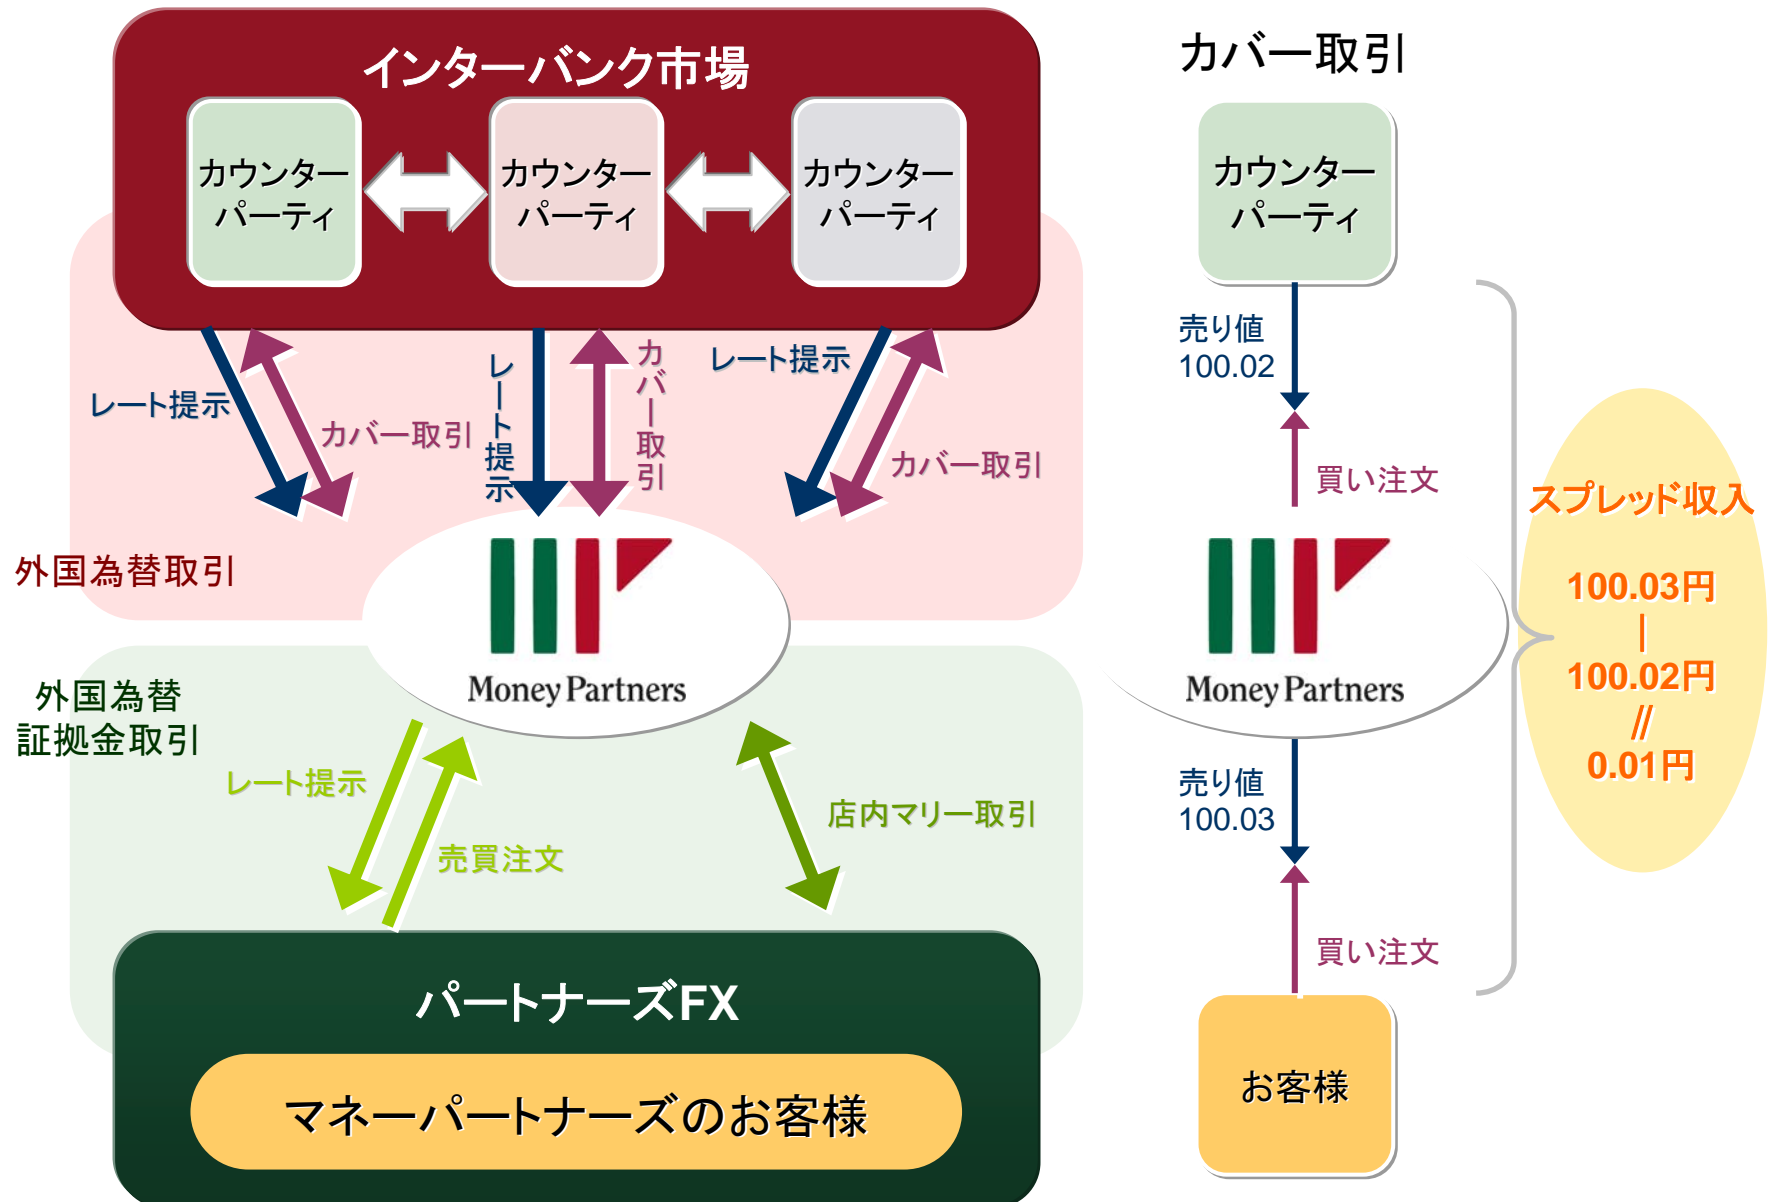 インターバンク市場
カウンター
パーティ
カウンター
パーティ
カウンター
パーティ
レート提示
カバー取引
レート提示
カバー取引
レート提示
カバー取引
外国為替取引
Money Partners
外国為替
証拠金取引
レート提示
売買注文
店内マリー取引
パートナーズFX
マネーパートナーズのお客様
カバー取引
カウンター
パーティ
売り値
100.02
買い注文
Money Partners
売り値
100.03
買い注文
お客様
スプレッド収入
100.03円
|
100.02円
//
0.01円